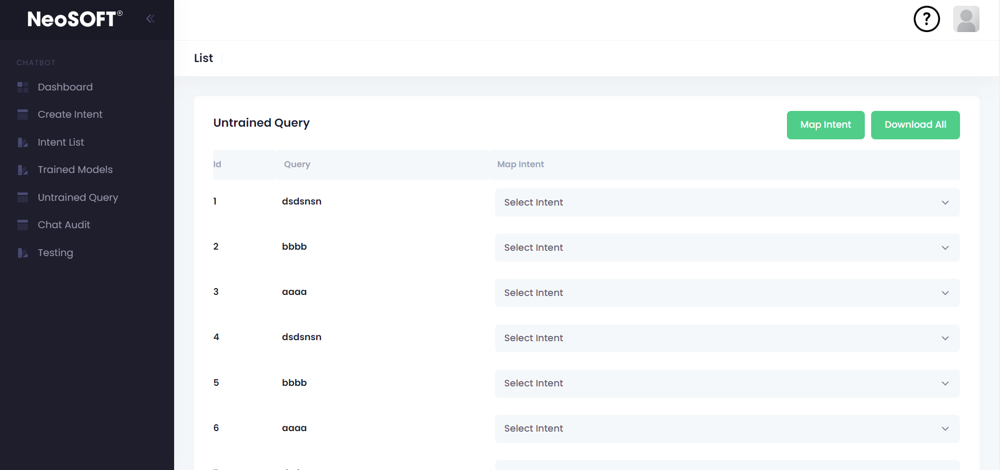 NeoSOFT®
?
CHATBOT
Dashboard
Create Intent
Intent List
Trained Models
Untrained Query
Chat Audit
Testing
List
Untrained Query
Map Intent
Download All
Id Query Map Intent
1 dsdsnsn Select Intent
2 bbbb Select Intent
3 aaaa Select Intent
4 dsdsnsn Select Intent
5 bbbb Select Intent
6 aaaa Select Intent